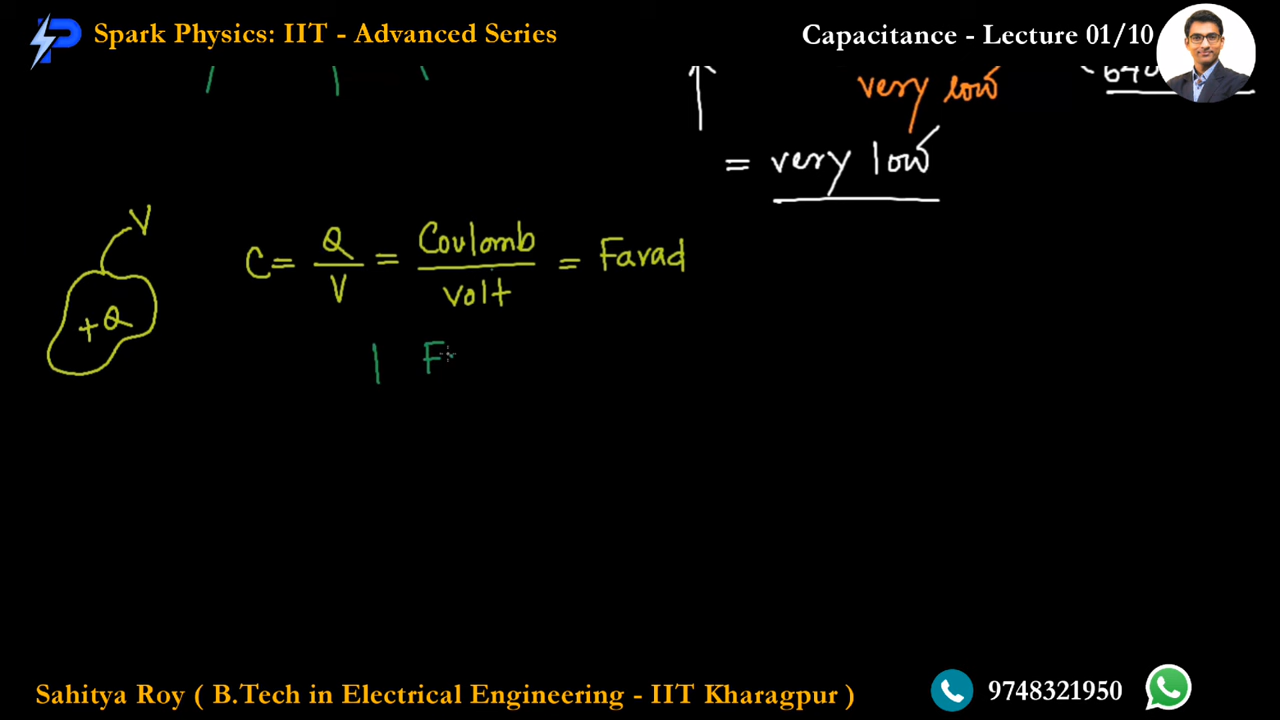 Spark Physics: IIT - Advanced Series
Capacitance - Lecture 01/10
very low
= very low
V
+Q
C = Q/V = Coulomb/volt = Farad
1 F
Sahitya Roy ( B.Tech in Electrical Engineering - IIT Kharagpur )
9748321950